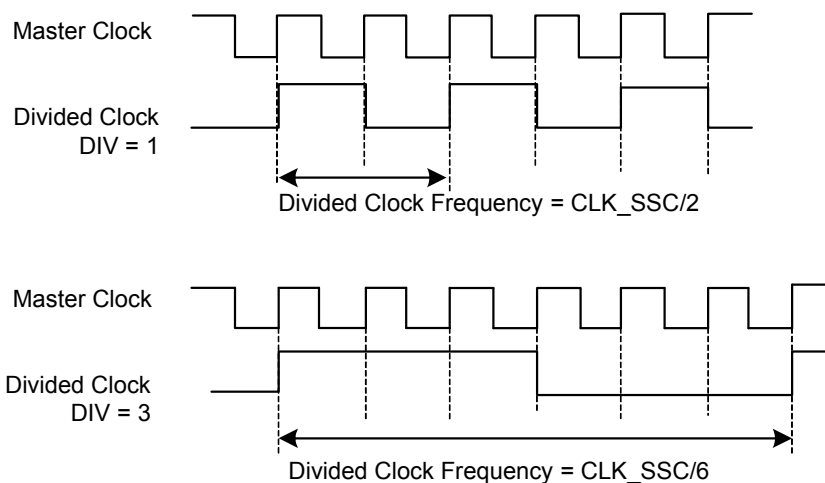 Master Clock
Divided Clock
DIV = 1
Divided Clock Frequency = CLK_SSC/2
Master Clock
Divided Clock
DIV = 3
Divided Clock Frequency = CLK_SSC/6